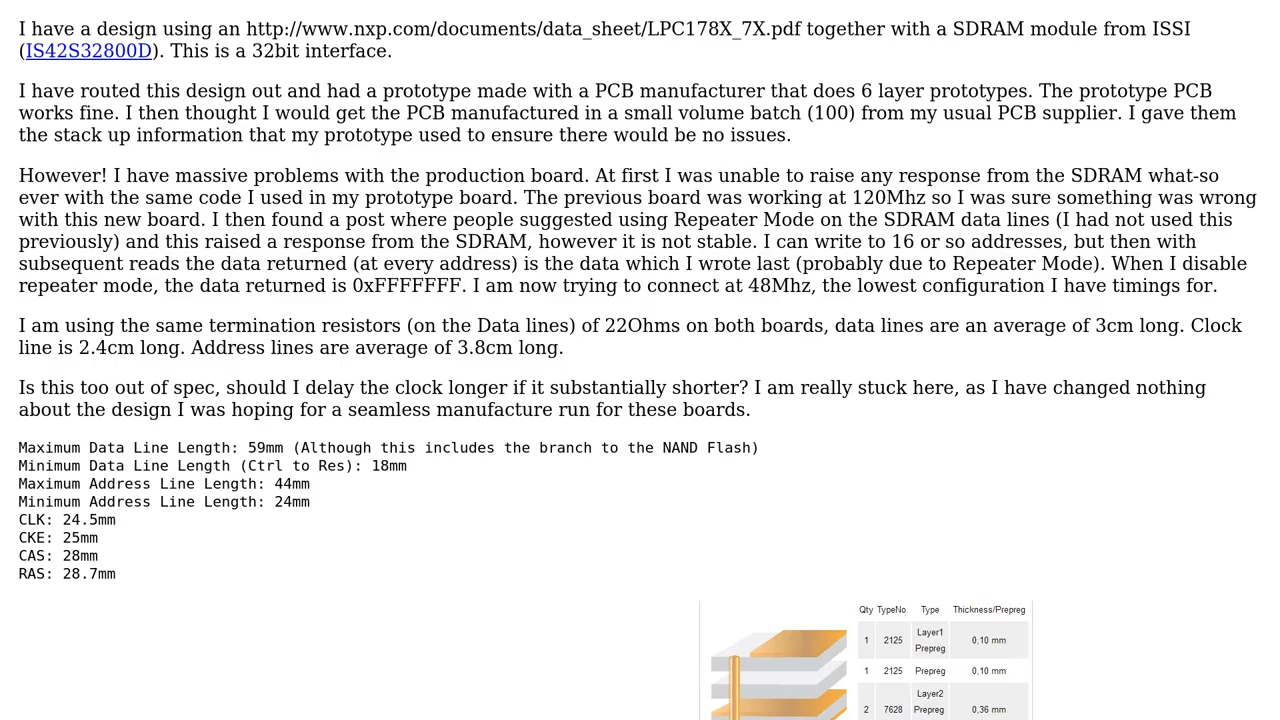 I have a design using an http://www.nxp.com/documents/data_sheet/LPC178X_7X.pdf together with a SDRAM module from ISSI
(IS42S32800D). This is a 32bit interface.
I have routed this design out and had a prototype made with a PCB manufacturer that does 6 layer prototypes. The prototype PCB
works fine. I then thought I would get the PCB manufactured in a small volume batch (100) from my usual PCB supplier. I gave them
the stack up information that my prototype used to ensure there would be no issues.
However! I have massive problems with the production board. At first I was unable to raise any response from the SDRAM what-so
ever with the same code I used in my prototype board. The previous board was working at 120Mhz so I was sure something was wrong
with this new board. I then found a post where people suggested using Repeater Mode on the SDRAM data lines (I had not used this
previously) and this raised a response from the SDRAM, however it is not stable. I can write to 16 or so addresses, but then with
subsequent reads the data returned (at every address) is the data which I wrote last (probably due to Repeater Mode). When I disable
repeater mode, the data returned is 0xFFFFFFF. I am now trying to connect at 48Mhz, the lowest configuration I have timings for.
I am using the same termination resistors (on the Data lines) of 22Ohms on both boards, data lines are an average of 3cm long. Clock
line is 2.4cm long. Address lines are average of 3.8cm long.
Is this too out of spec, should I delay the clock longer if it substantially shorter? I am really stuck here, as I have changed nothing
about the design I was hoping for a seamless manufacture run for these boards.
Maximum Data Line Length: 59mm (Although this includes the branch to the NAND Flash)
Minimum Data Line Length (Ctrl to Res): 18mm
Maximum Address Line Length: 44mm
Minimum Address Line Length: 24mm
CLK: 24.5mm
CKE: 25mm
CAS: 28mm
RAS: 28.7mm
Qty TypeNo. Type Thickness/Prepreg
1 2125 Layer1 Prepreg 0,10 mm
1 2125 Prepreg 0,10 mm
2 7628 Layer2 Prepreg 0,36 mm